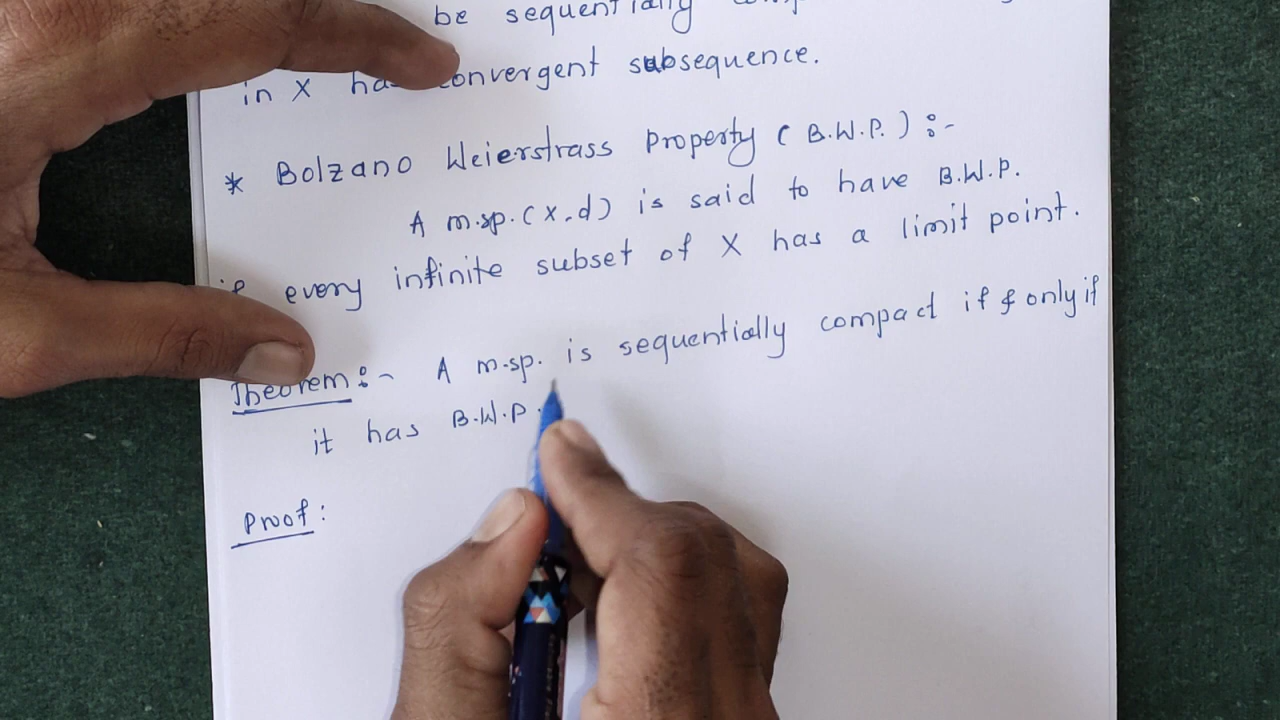 be sequentially
in X has convergent subsequence.
* Bolzano Weierstrass Property ( B.W.P. ) :-
A m.sp. (X,d) is said to have B.W.P.
if every infinite subset of X has a limit point.
Theorem :- A m.sp. is sequentially compact if & only if
it has B.W.P.
Proof :